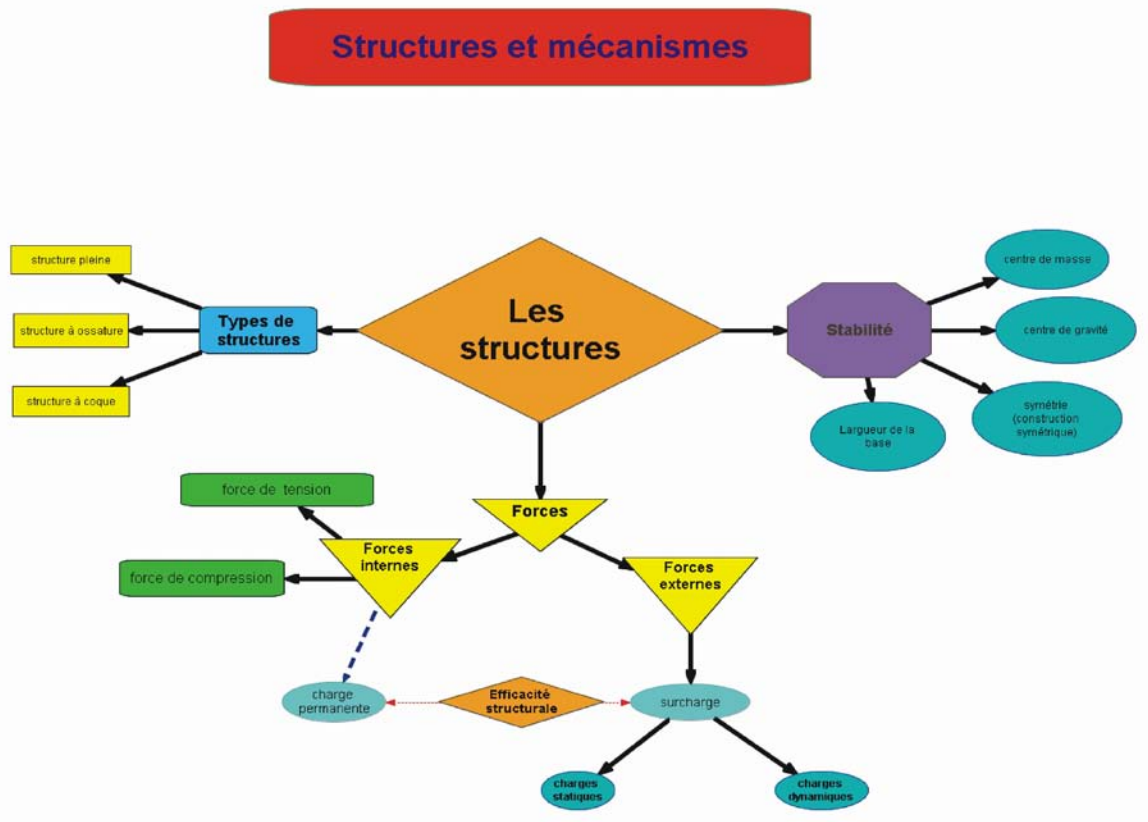 Structures et mécanismes
structure pleine
structure à ossature
structure à coque
Types de
structures
Les
structures
Stabilité
centre de masse
centre de gravité
symétrie
(construction
symétrique)
Largueur de la
base
Forces
force de tension
Forces
internes
force de compression
Forces
externes
charge
permanente
Efficacité
structurale
surcharge
charges
statiques
charges
dynamiques